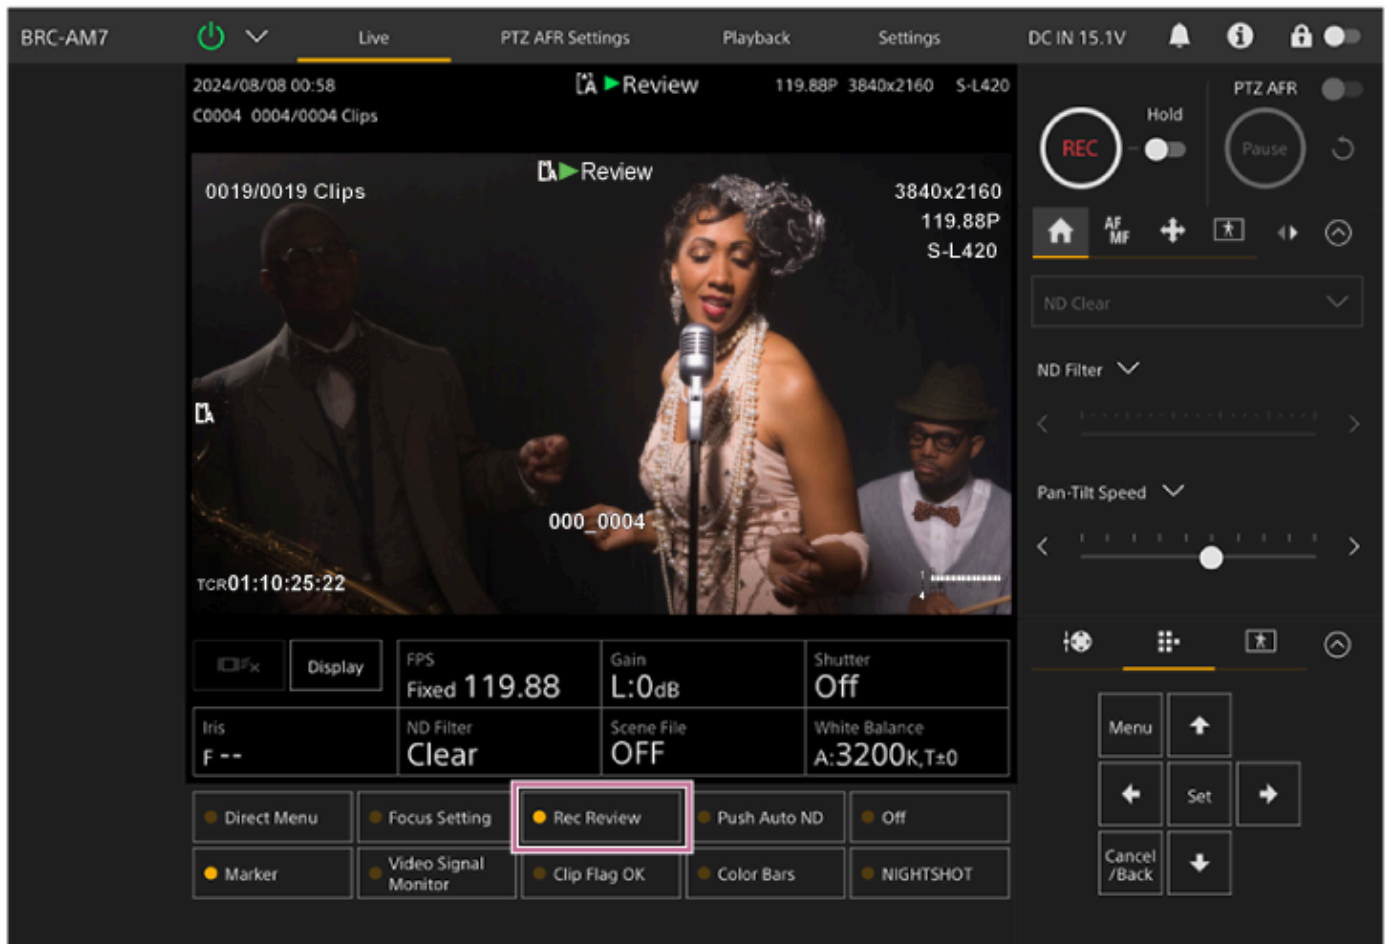 BRC-AM7
Live
PTZ AFR Settings
Playback
Settings
DC IN 15.1V
2024/08/08 00:58
A Review
119.88P 3840x2160 S-L420
C0004 0004/0004 Clips
PTZ AFR
REC
Hold
Pause
A Review
0019/0019 Clips
3840x2160
119.88P
S-L420
AF
MF
ND Clear
ND Filter
A
Pan-Tilt Speed
000_0004
TCR01:10:25:22
1
4
Fx
Display
FPS
Fixed 119.88
Gain
L:0dB
Shutter
Off
Iris
F --
ND Filter
Clear
Scene File
OFF
White Balance
A:3200K,T±0
Menu
Set
Cancel
/Back
Direct Menu
Focus Setting
Rec Review
Push Auto ND
Off
Marker
Video Signal
Monitor
Clip Flag OK
Color Bars
NIGHTSHOT